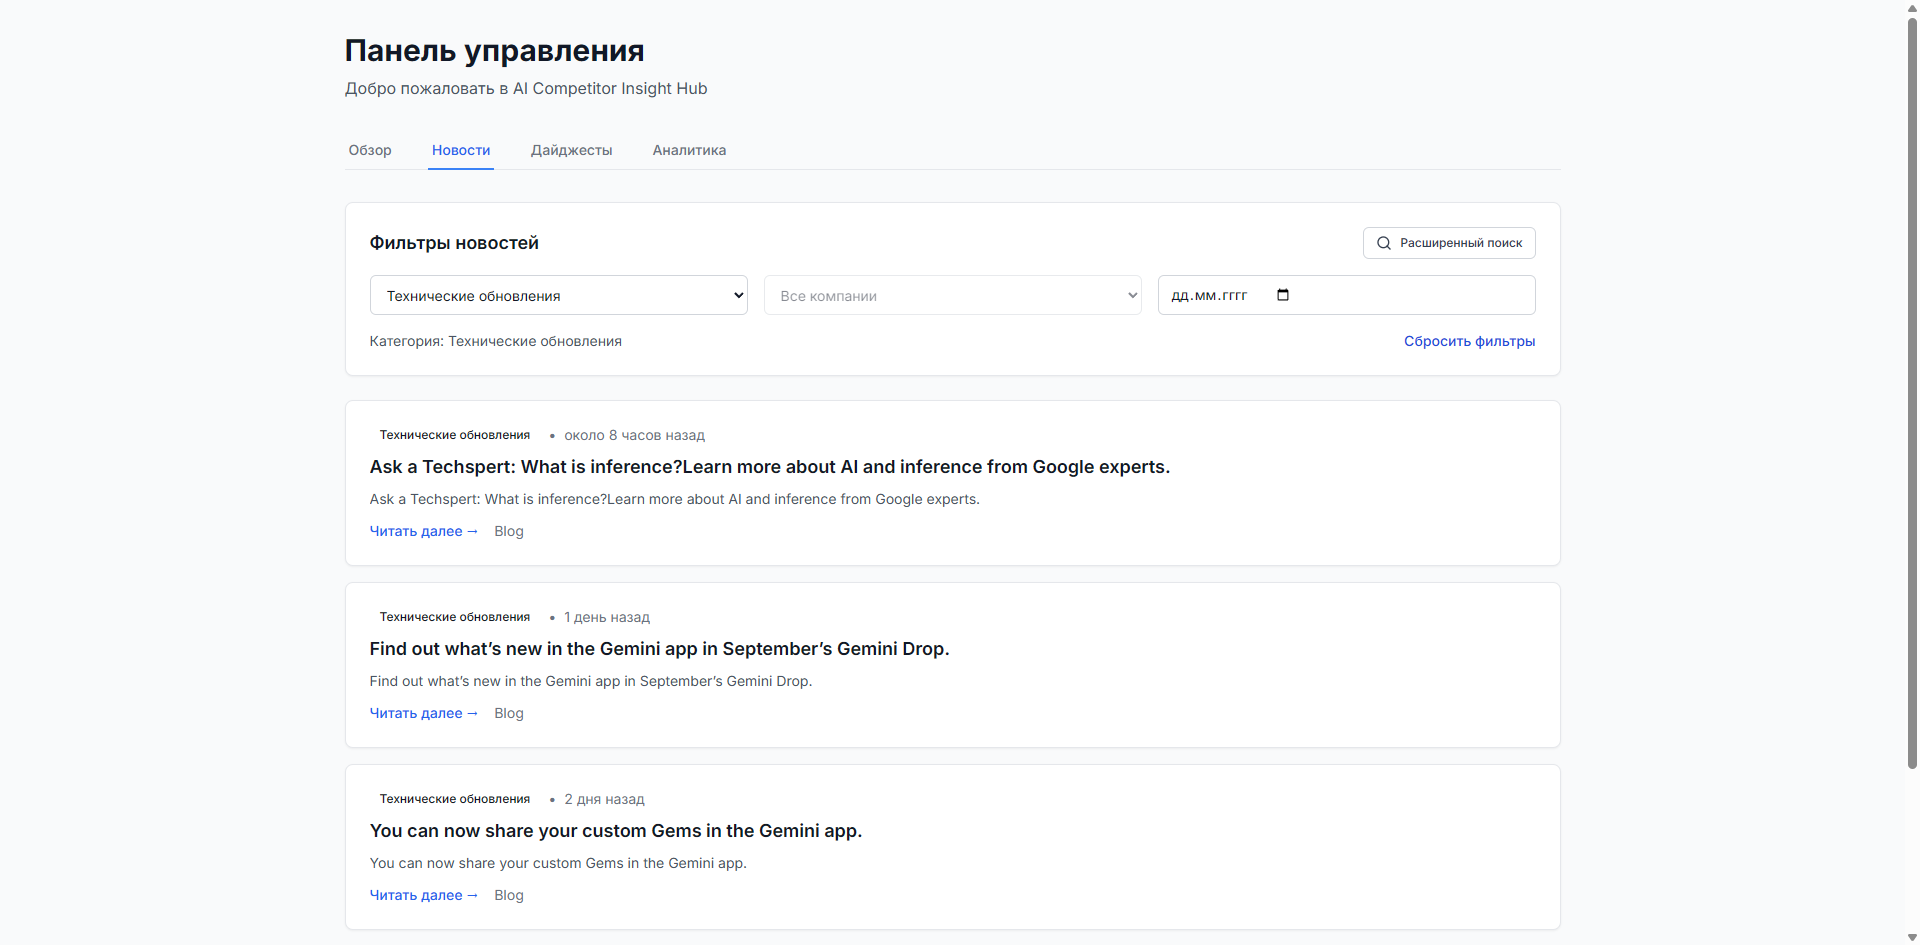 Панель управления
Добро пожаловать в AI Competitor Insight Hub
Обзор Новости Дайджесты Аналитика
Фильтры новостей
Расширенный поиск
Технические обновления Все компании дд.мм.гггг
Категория: Технические обновления Сбросить фильтры
Технические обновления • около 8 часов назад
Ask a Techspert: What is inference?Learn more about AI and inference from Google experts.
Ask a Techspert: What is inference?Learn more about AI and inference from Google experts.
Читать далее → Blog
Технические обновления • 1 день назад
Find out what’s new in the Gemini app in September’s Gemini Drop.
Find out what’s new in the Gemini app in September’s Gemini Drop.
Читать далее → Blog
Технические обновления • 2 дня назад
You can now share your custom Gems in the Gemini app.
You can now share your custom Gems in the Gemini app.
Читать далее → Blog